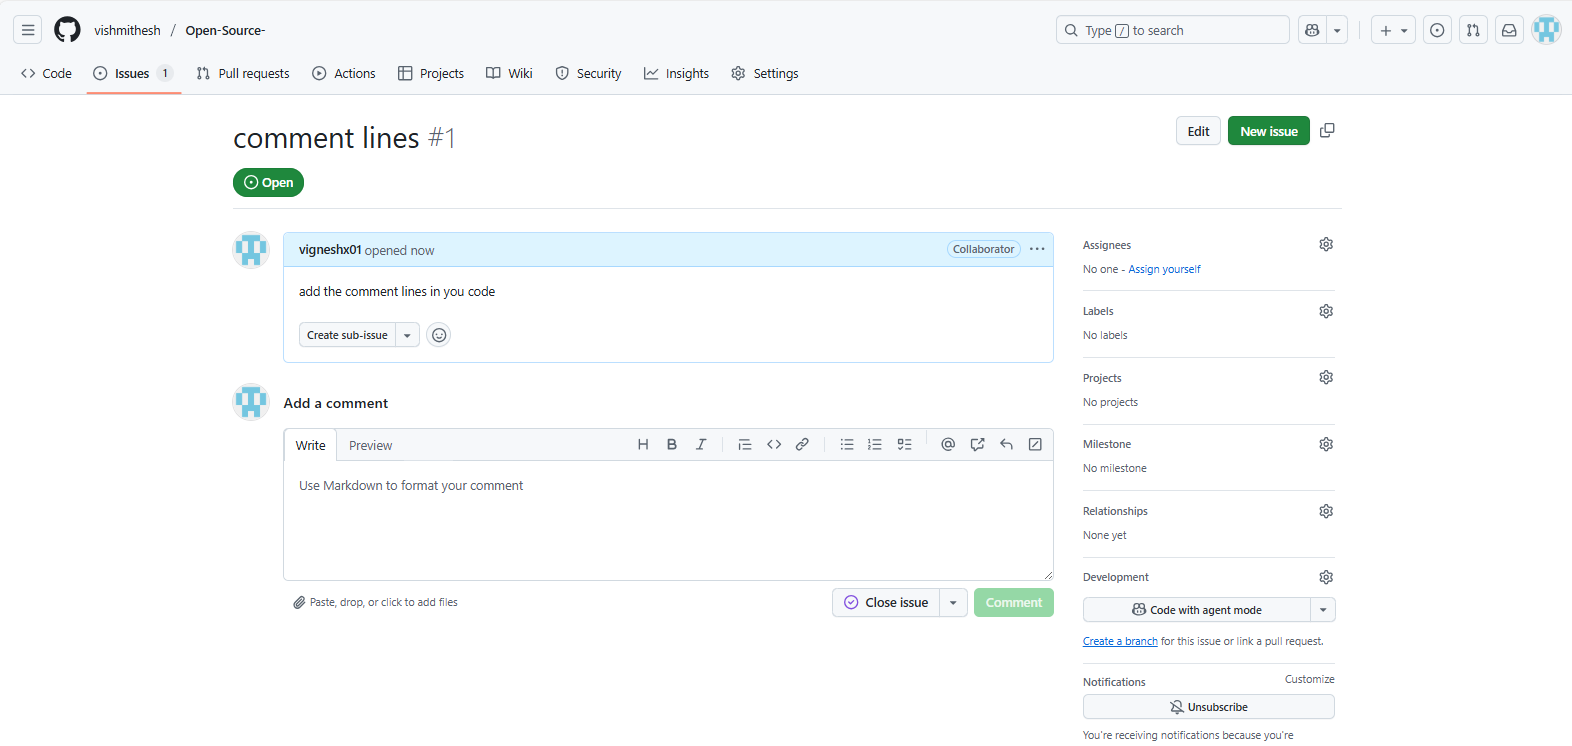 vishmithesh / Open-Source-
Type / to search
Code
Issues 1
Pull requests
Actions
Projects
Wiki
Security
Insights
Settings
comment lines #1
Edit
New issue
Open
vigneshx01 opened now
Collaborator
add the comment lines in you code
Create sub-issue
Add a comment
Write
Preview
Use Markdown to format your comment
Paste, drop, or click to add files
Close issue
Comment
Assignees
No one - Assign yourself
Labels
No labels
Projects
No projects
Milestone
No milestone
Relationships
None yet
Development
Code with agent mode
Create a branch for this issue or link a pull request.
Notifications
Customize
Unsubscribe
You're receiving notifications because you're